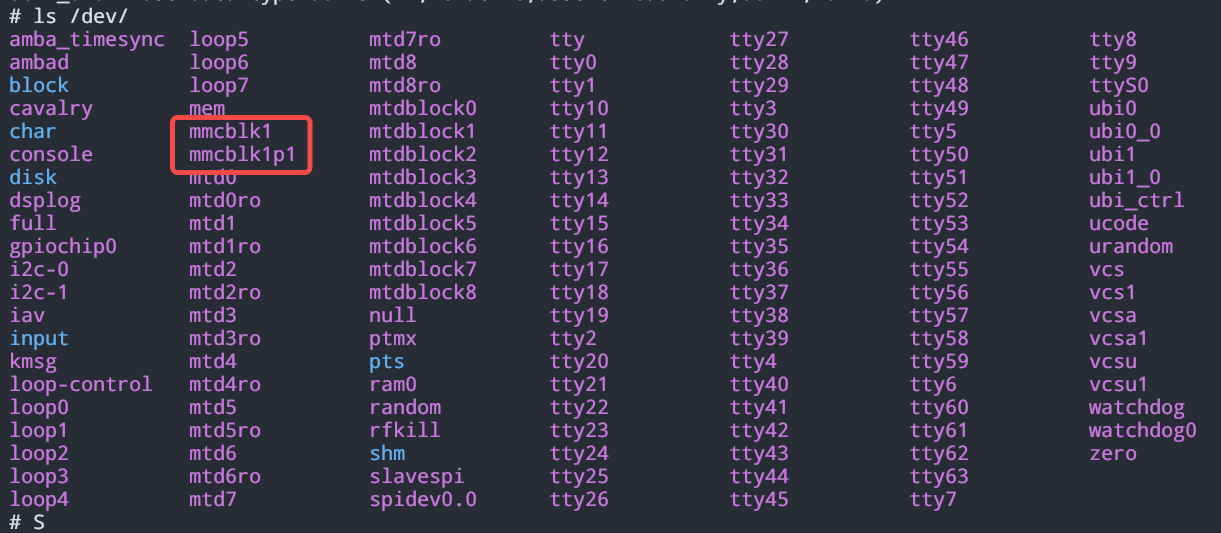 # ls /dev/
amba_timesync loop5 mtd7ro tty tty27 tty46 tty8
ambad loop6 mtd8 tty0 tty28 tty47 tty9
block loop7 mtd8ro tty1 tty29 tty48 ttyS0
cavalry mem mtdblock0 tty10 tty3 tty49 ubi0
char mmcblk1 mtdblock1 tty11 tty30 tty5 ubi0_0
console mmcblk1p1 mtdblock2 tty12 tty31 tty50 ubi1
disk mtd0 mtdblock3 tty13 tty32 tty51 ubi1_0
dsplog mtd0ro mtdblock4 tty14 tty33 tty52 ubi_ctrl
full mtd1 mtdblock5 tty15 tty34 tty53 ucode
gpiochip0 mtd1ro mtdblock6 tty16 tty35 tty54 urandom
i2c-0 mtd2 mtdblock7 tty17 tty36 tty55 vcs
i2c-1 mtd2ro mtdblock8 tty18 tty37 tty56 vcs1
iav mtd3 null tty19 tty38 tty57 vcsa
input mtd3ro ptmx tty2 tty39 tty58 vcsa1
kmsg mtd4 pts tty20 tty4 tty59 vcsu
loop-control mtd4ro ram0 tty21 tty40 tty6 vcsu1
loop0 mtd5 random tty22 tty41 tty60 watchdog
loop1 mtd5ro rfkill tty23 tty42 tty61 watchdog0
loop2 mtd6 shm tty24 tty43 tty62 zero
loop3 mtd6ro slavespi tty25 tty44 tty63
loop4 mtd7 spidev0.0 tty26 tty45 tty7
# S